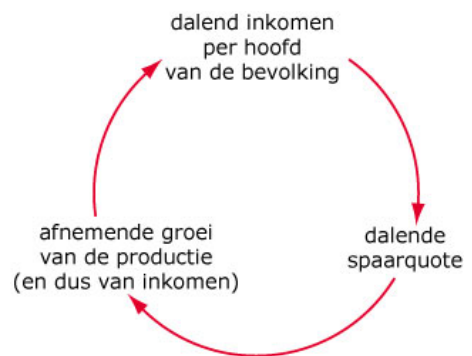 dalend inkomen
per hoofd
van de bevolking
dalende
spaarquote
afnemende groei
van de productie
(en dus van inkomen)